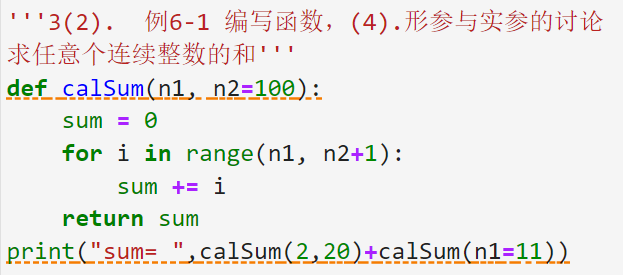 '''3(2).  例6-1 编写函数，(4).形参与实参的讨论
求任意个连续整数的和'''
def calSum(n1, n2=100):
    sum = 0
    for i in range(n1, n2+1):
        sum += i
    return sum
print("sum= ",calSum(2,20)+calSum(n1=11))